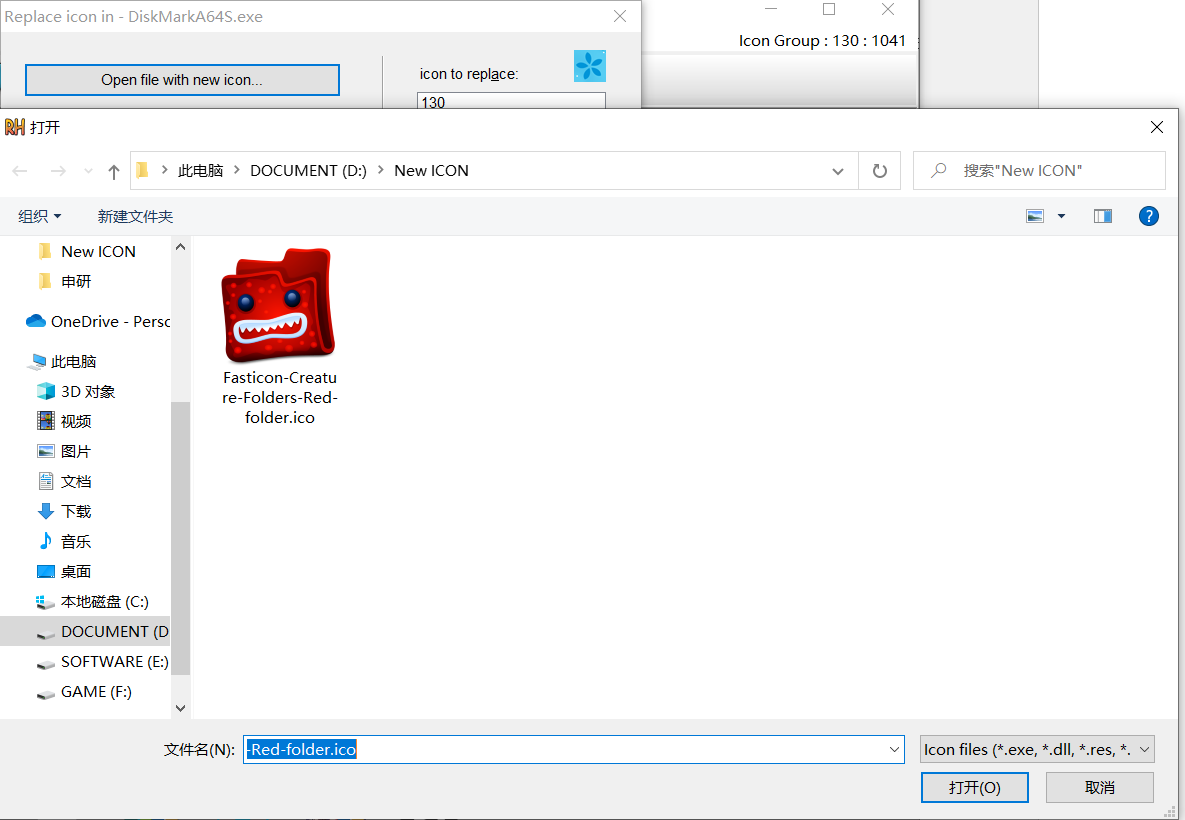 Replace icon in - DiskMarkA64S.exe
Icon Group : 130 : 1041
Open file with new icon...
icon to replace:
130
RH 打开
此电脑 DOCUMENT (D:) New ICON
搜索"New ICON"
组织
新建文件夹
?
New ICON
申研
OneDrive - Perso
此电脑
3D 对象
视频
图片
文档
下载
音乐
桌面
本地磁盘 (C:)
DOCUMENT (D
SOFTWARE (E:)
GAME (F:)
Fasticon-Creatu
re-Folders-Red-
folder.ico
文件名(N):
-Red-folder.ico
Icon files (*.exe, *.dll, *.res, *.
打开(O)
取消